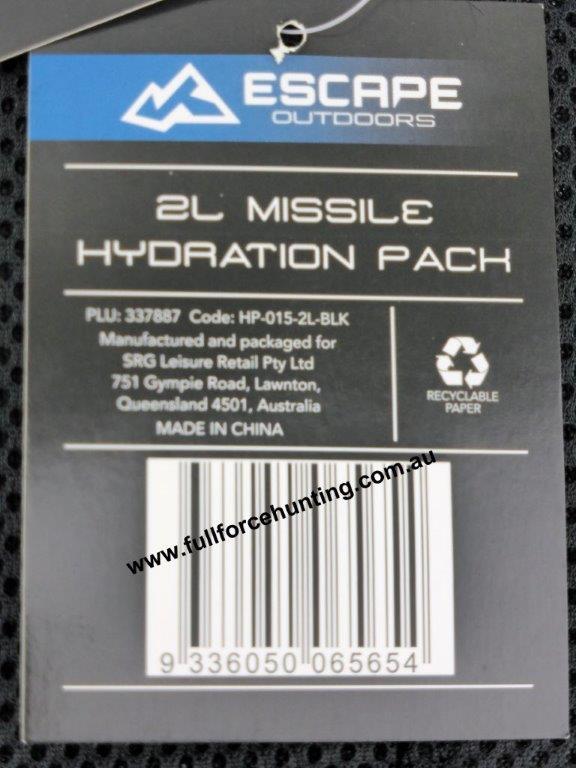 ESCAPE
OUTDOORS
2L MISSILE
HYDRATION PACK
PLU: 337887 Code: HP-015-2L-BLK
Manufactured and packaged for
SRG Leisure Retail Pty Ltd
751 Gympie Road, Lawnton,
Queensland 4501, Australia
MADE IN CHINA
RECYCLABLE
PAPER
www.fullforcehunting.com.au
9 336050 065654